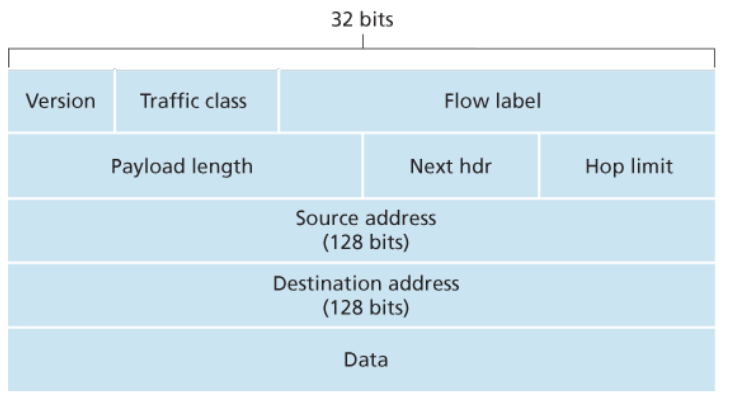 32 bits
Version Traffic class Flow label
Payload length Next hdr Hop limit
Source address
(128 bits)
Destination address
(128 bits)
Data